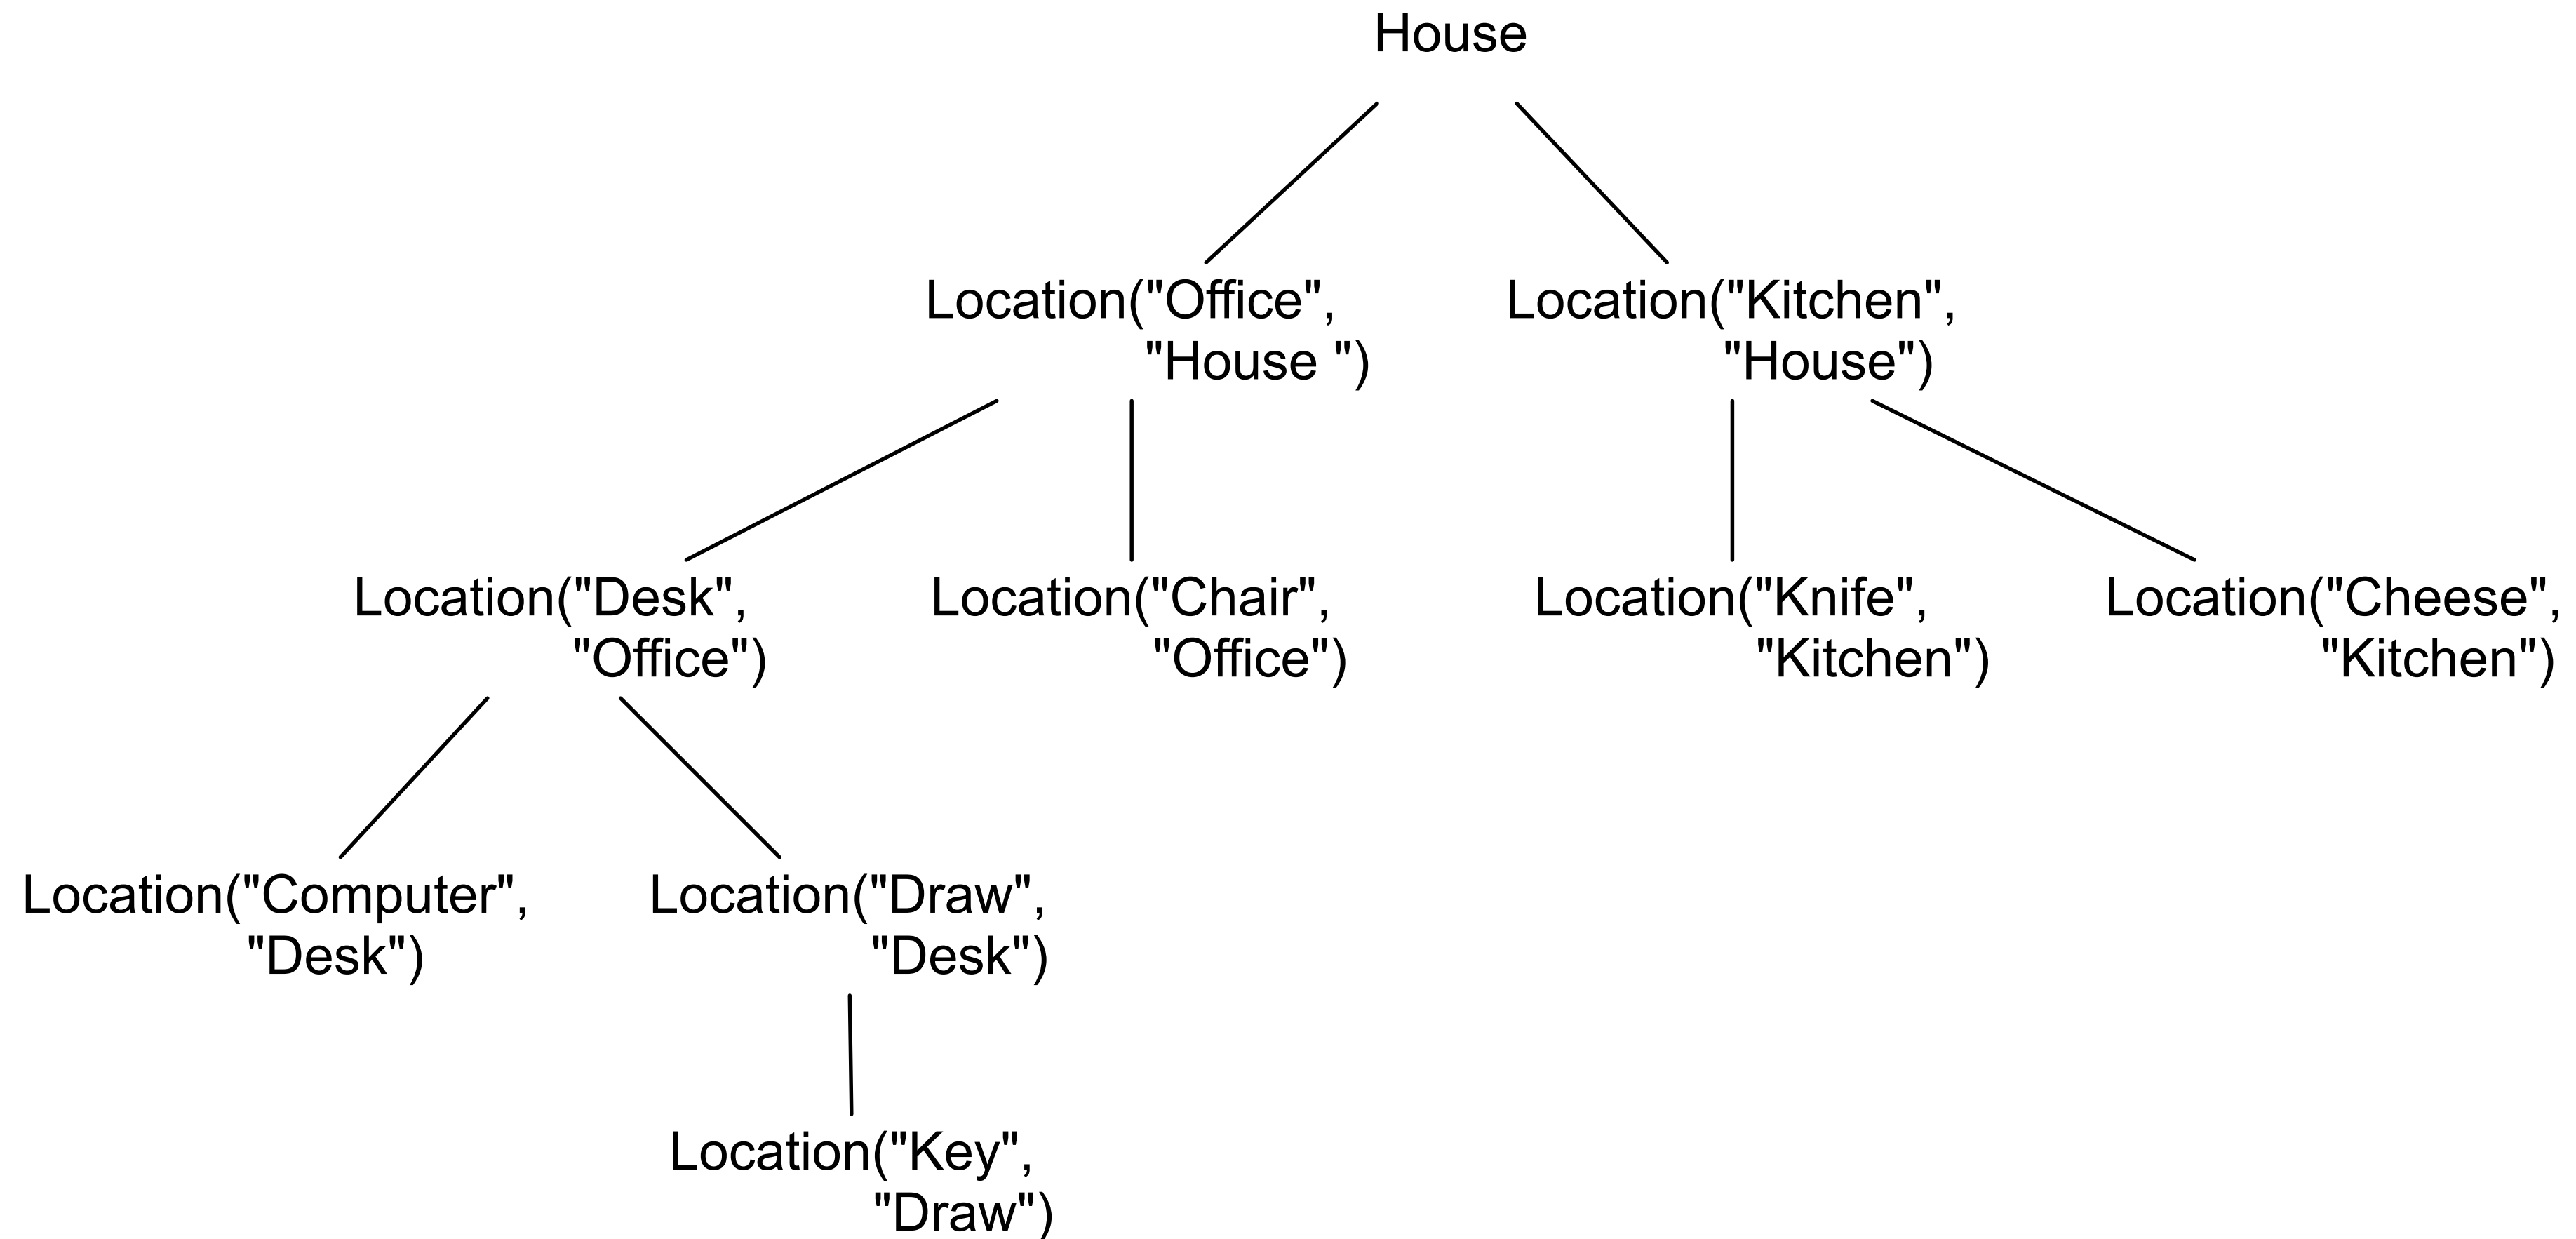 House
Location("Office",
"House ")
Location("Kitchen",
"House")
Location("Desk",
"Office")
Location("Chair",
"Office")
Location("Knife",
"Kitchen")
Location("Cheese",
"Kitchen")
Location("Computer",
"Desk")
Location("Draw",
"Desk")
Location("Key",
"Draw")